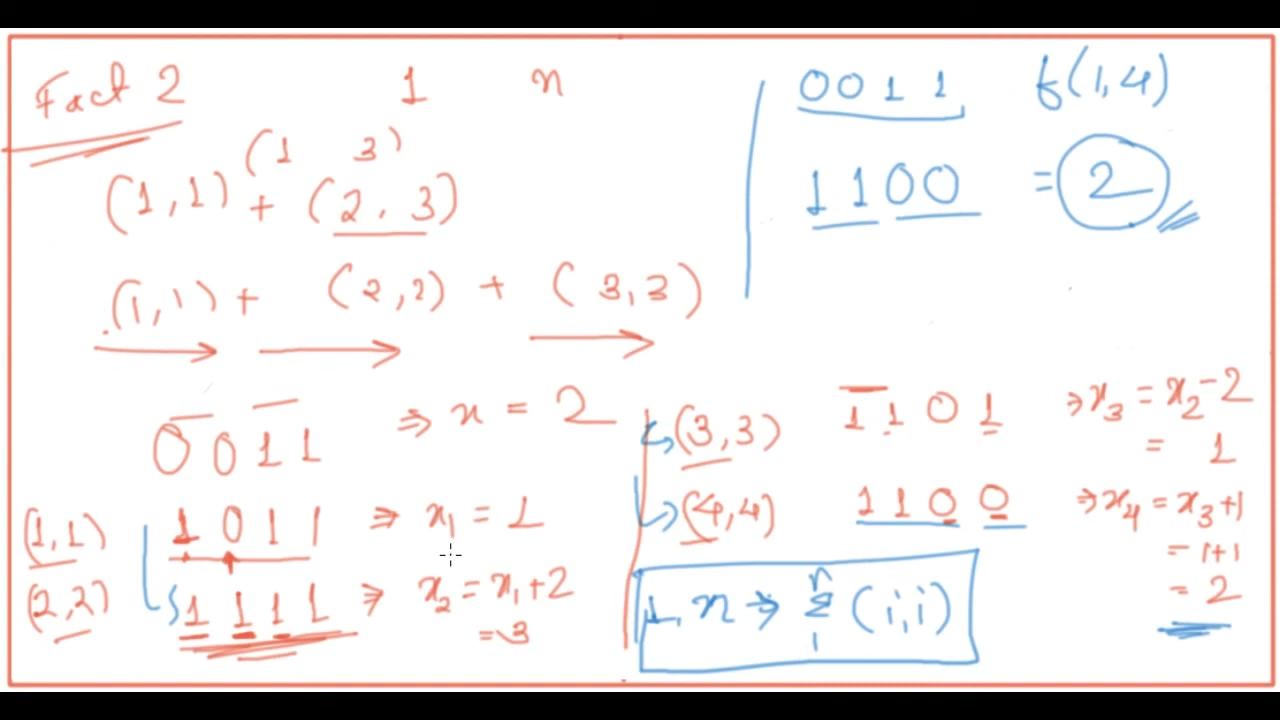 Fact 2
1 n
(1 3)
(1,1) + (2,3)
(1,1) + (2,2) + (3,3)
0011 ⇒ x = 2
(1,1) 1011 ⇒ x₁ = 1
(2,2) 1111 ⇒ x₂ = x₁+2
= 3
0011 f(1,4)
1100 = 2
(3,3) 1101 ⇒ x₃ = x₂-2
= 1
(4,4) 1100 ⇒ x₄ = x₃+1
= 1+1
= 2
1,n → Σ (i,i)
1